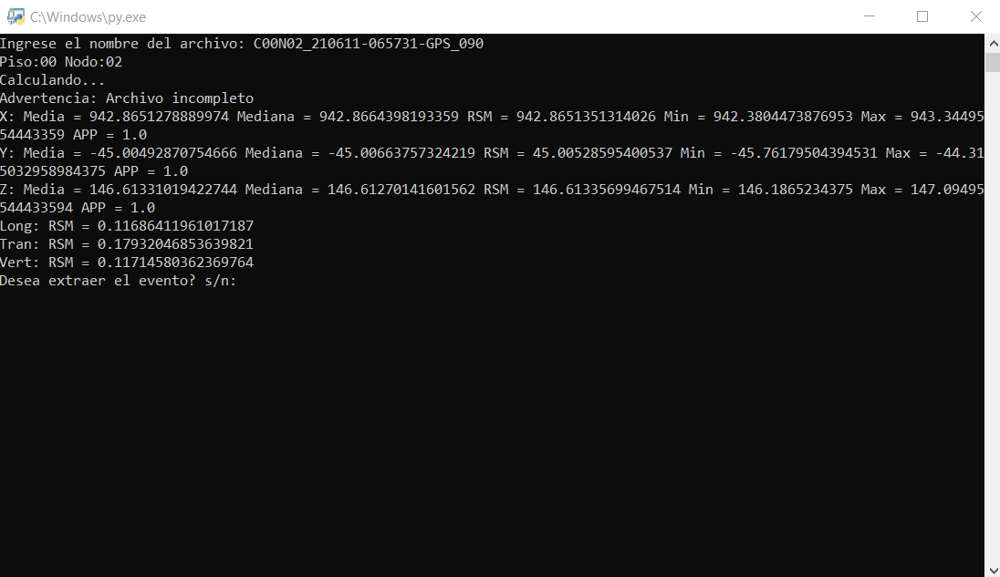 C:\Windows\py.exe
Ingrese el nombre del archivo: C00N02_210611-065731-GPS_090
Piso:00 Nodo:02
Calculando...
Advertencia: Archivo incompleto
X: Media = 942.8651278889974 Mediana = 942.8664398193359 RSM = 942.8651351314026 Min = 942.3804473876953 Max = 943.34495
54443359 APP = 1.0
Y: Media = -45.00492870754666 Mediana = -45.00663757324219 RSM = 45.00528595400537 Min = -45.76179504394531 Max = -44.31
5032958984375 APP = 1.0
Z: Media = 146.61331019422744 Mediana = 146.61270141601562 RSM = 146.61335699467514 Min = 146.1865234375 Max = 147.09495
544433594 APP = 1.0
Long: RSM = 0.11686411961017187
Tran: RSM = 0.17932046853639821
Vert: RSM = 0.11714580362369764
Desea extraer el evento? s/n: